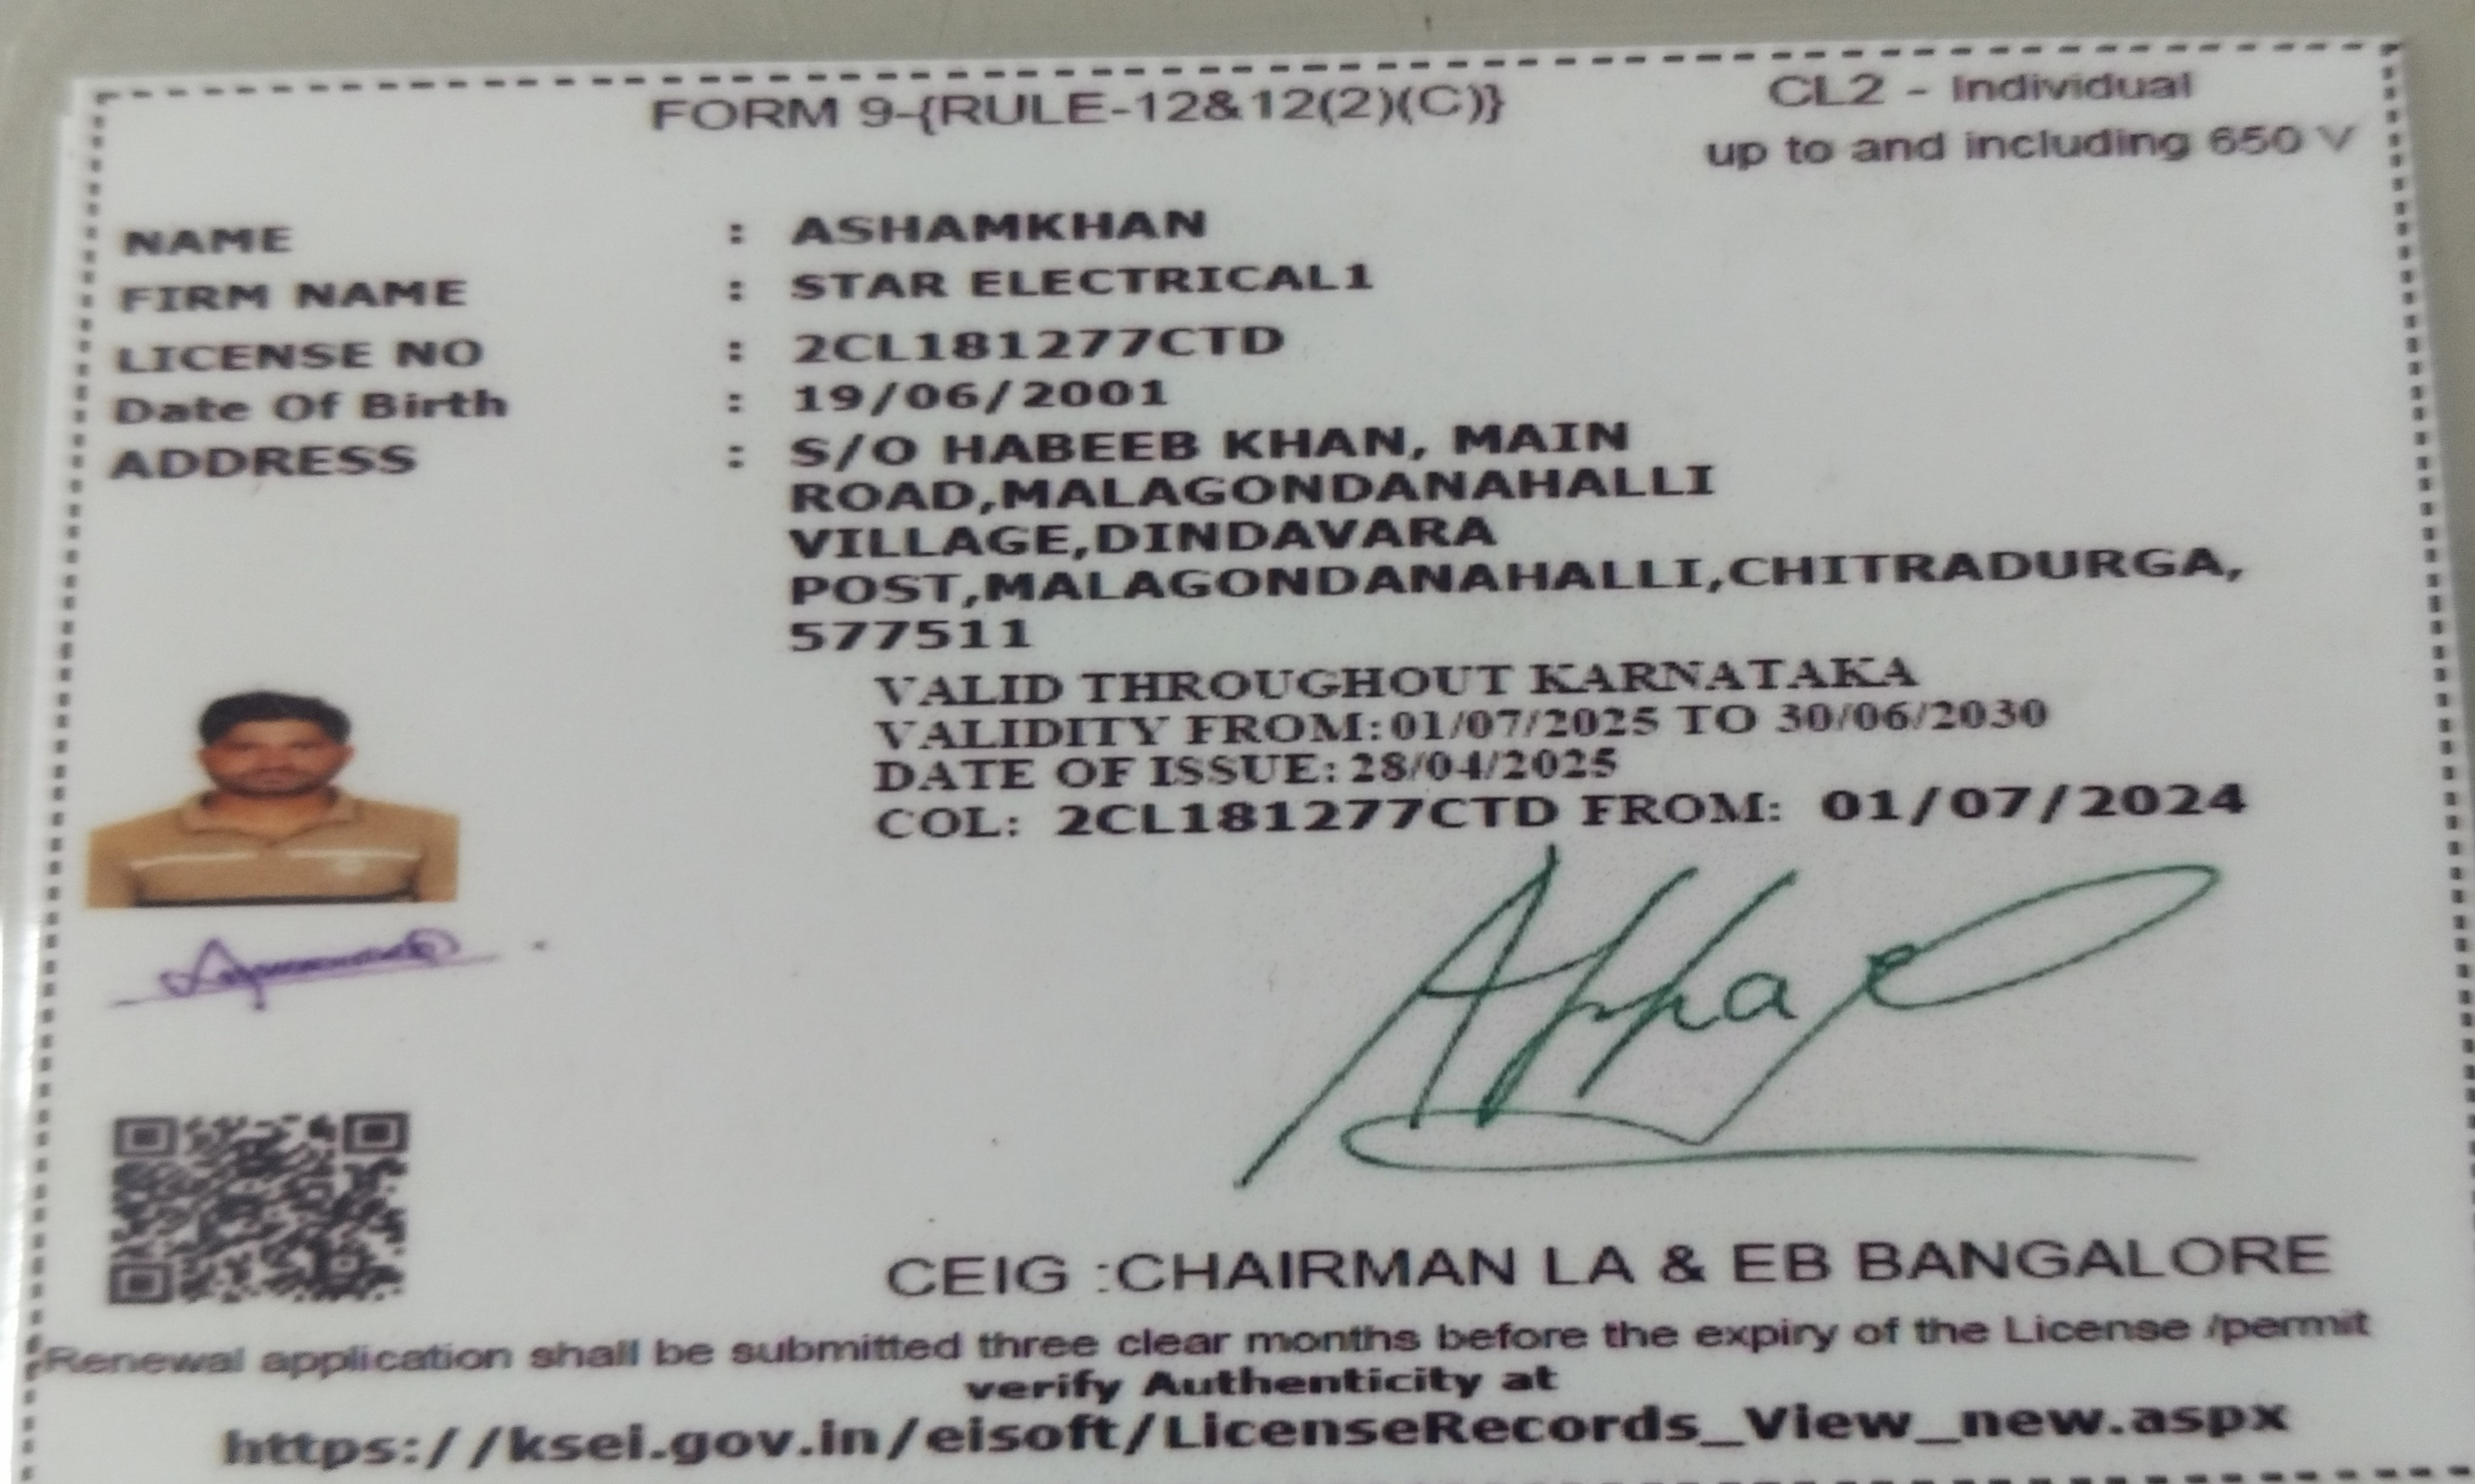 FORM 9-{RULE-12&12(2)(C)}
CL2 - Individual
up to and including 650 V
NAME : ASHAMKHAN
FIRM NAME : STAR ELECTRICAL1
LICENSE NO : 2CL181277CTD
Date Of Birth : 19/06/2001
ADDRESS : S/O HABEEB KHAN, MAIN
ROAD,MALAGONDANAHALLI
VILLAGE,DINDAVARA
POST,MALAGONDANAHALLI,CHITRADURGA,
577511
VALID THROUGHOUT KARNATAKA
VALIDITY FROM:01/07/2025 TO 30/06/2030
DATE OF ISSUE: 28/04/2025
COL: 2CL181277CTD FROM: 01/07/2024
CEIG :CHAIRMAN LA & EB BANGALORE
Renewal application shall be submitted three clear months before the expiry of the License /permit
verify Authenticity at
https://ksei.gov.in/eisoft/LicenseRecords_View_new.aspx